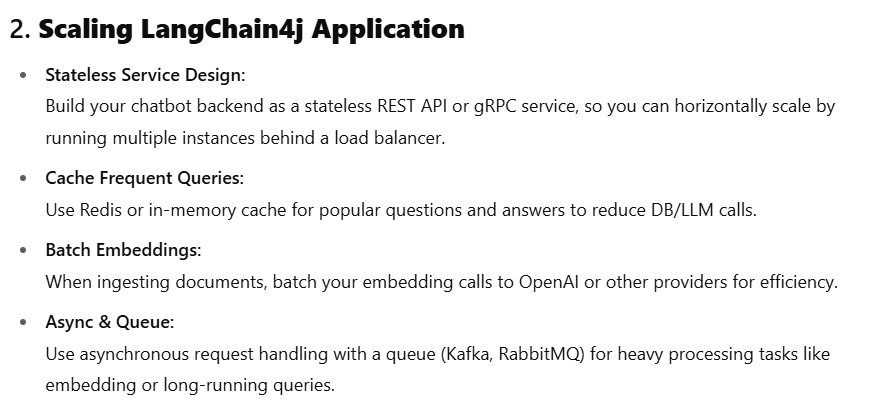 2. Scaling LangChain4j Application
• Stateless Service Design:
Build your chatbot backend as a stateless REST API or gRPC service, so you can horizontally scale by
running multiple instances behind a load balancer.
• Cache Frequent Queries:
Use Redis or in-memory cache for popular questions and answers to reduce DB/LLM calls.
• Batch Embeddings:
When ingesting documents, batch your embedding calls to OpenAI or other providers for efficiency.
• Async & Queue:
Use asynchronous request handling with a queue (Kafka, RabbitMQ) for heavy processing tasks like
embedding or long-running queries.